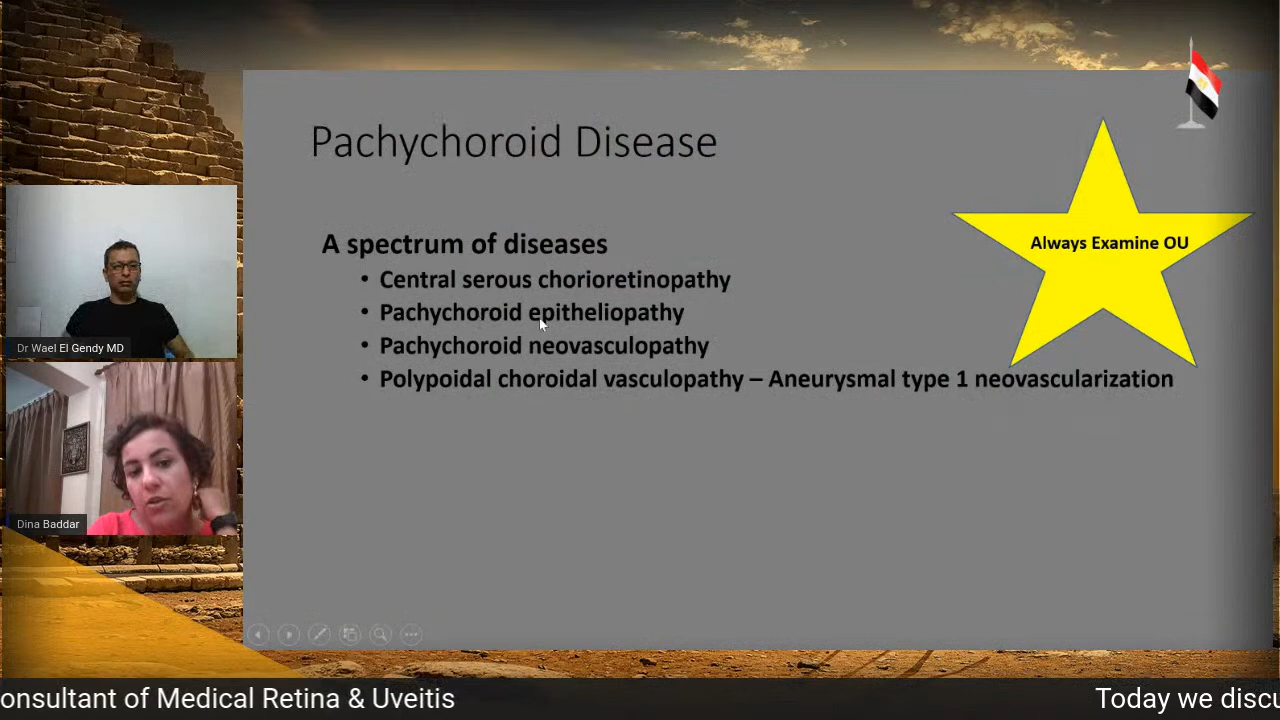 Pachychoroid Disease
Always Examine OU
A spectrum of diseases
• Central serous chorioretinopathy
• Pachychoroid epitheliopathy
• Pachychoroid neovasculopathy
• Polypoidal choroidal vasculopathy – Aneurysmal type 1 neovascularization
Dr Wael El Gendy MD
Dina Baddar
onsultant of Medical Retina & Uveitis
Today we discu